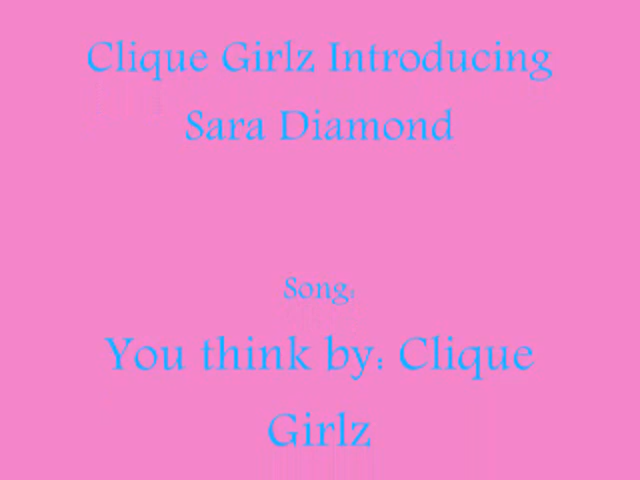 Clique Girlz Introducing
Sara Diamond
Song:
You think by: Clique
Girlz